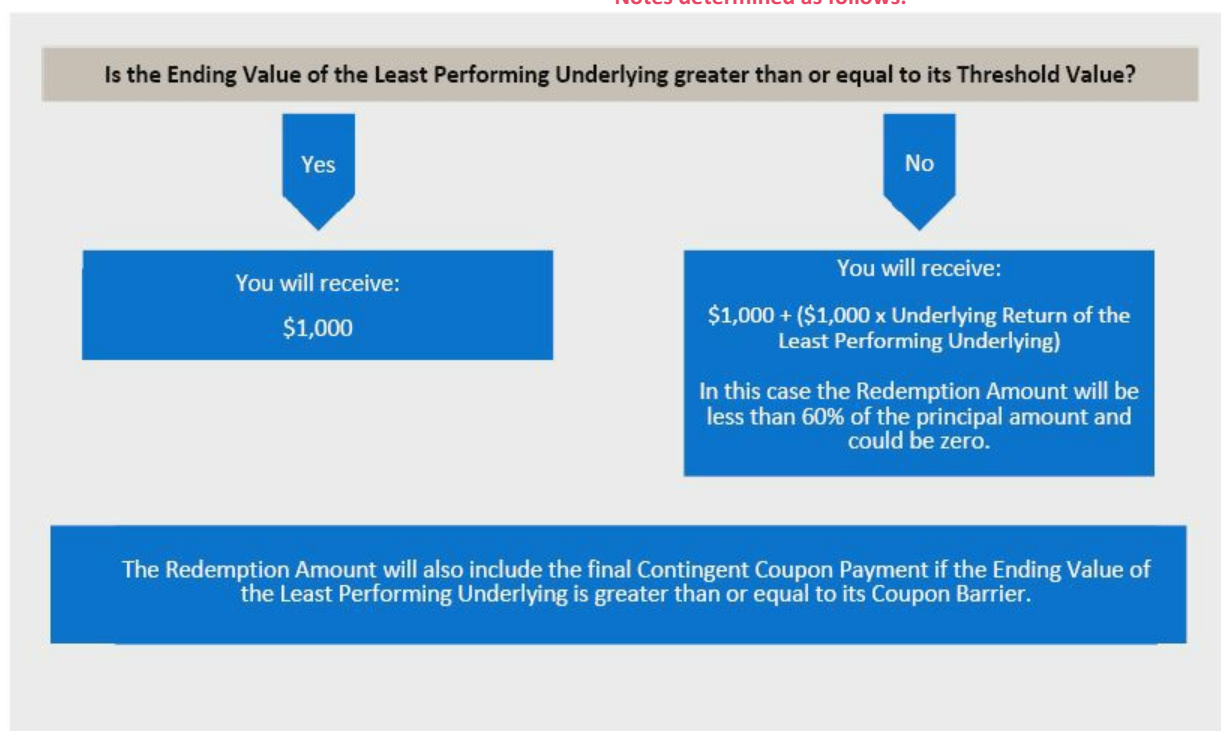 Notes determined as follows:
Is the Ending Value of the Least Performing Underlying greater than or equal to its Threshold Value?
Yes
No
You will receive:
$1,000
You will receive:
$1,000 + ($1,000 x Underlying Return of the
Least Performing Underlying)
In this case the Redemption Amount will be
less than 60% of the principal amount and
could be zero.
The Redemption Amount will also include the final Contingent Coupon Payment if the Ending Value of
the Least Performing Underlying is greater than or equal to its Coupon Barrier.